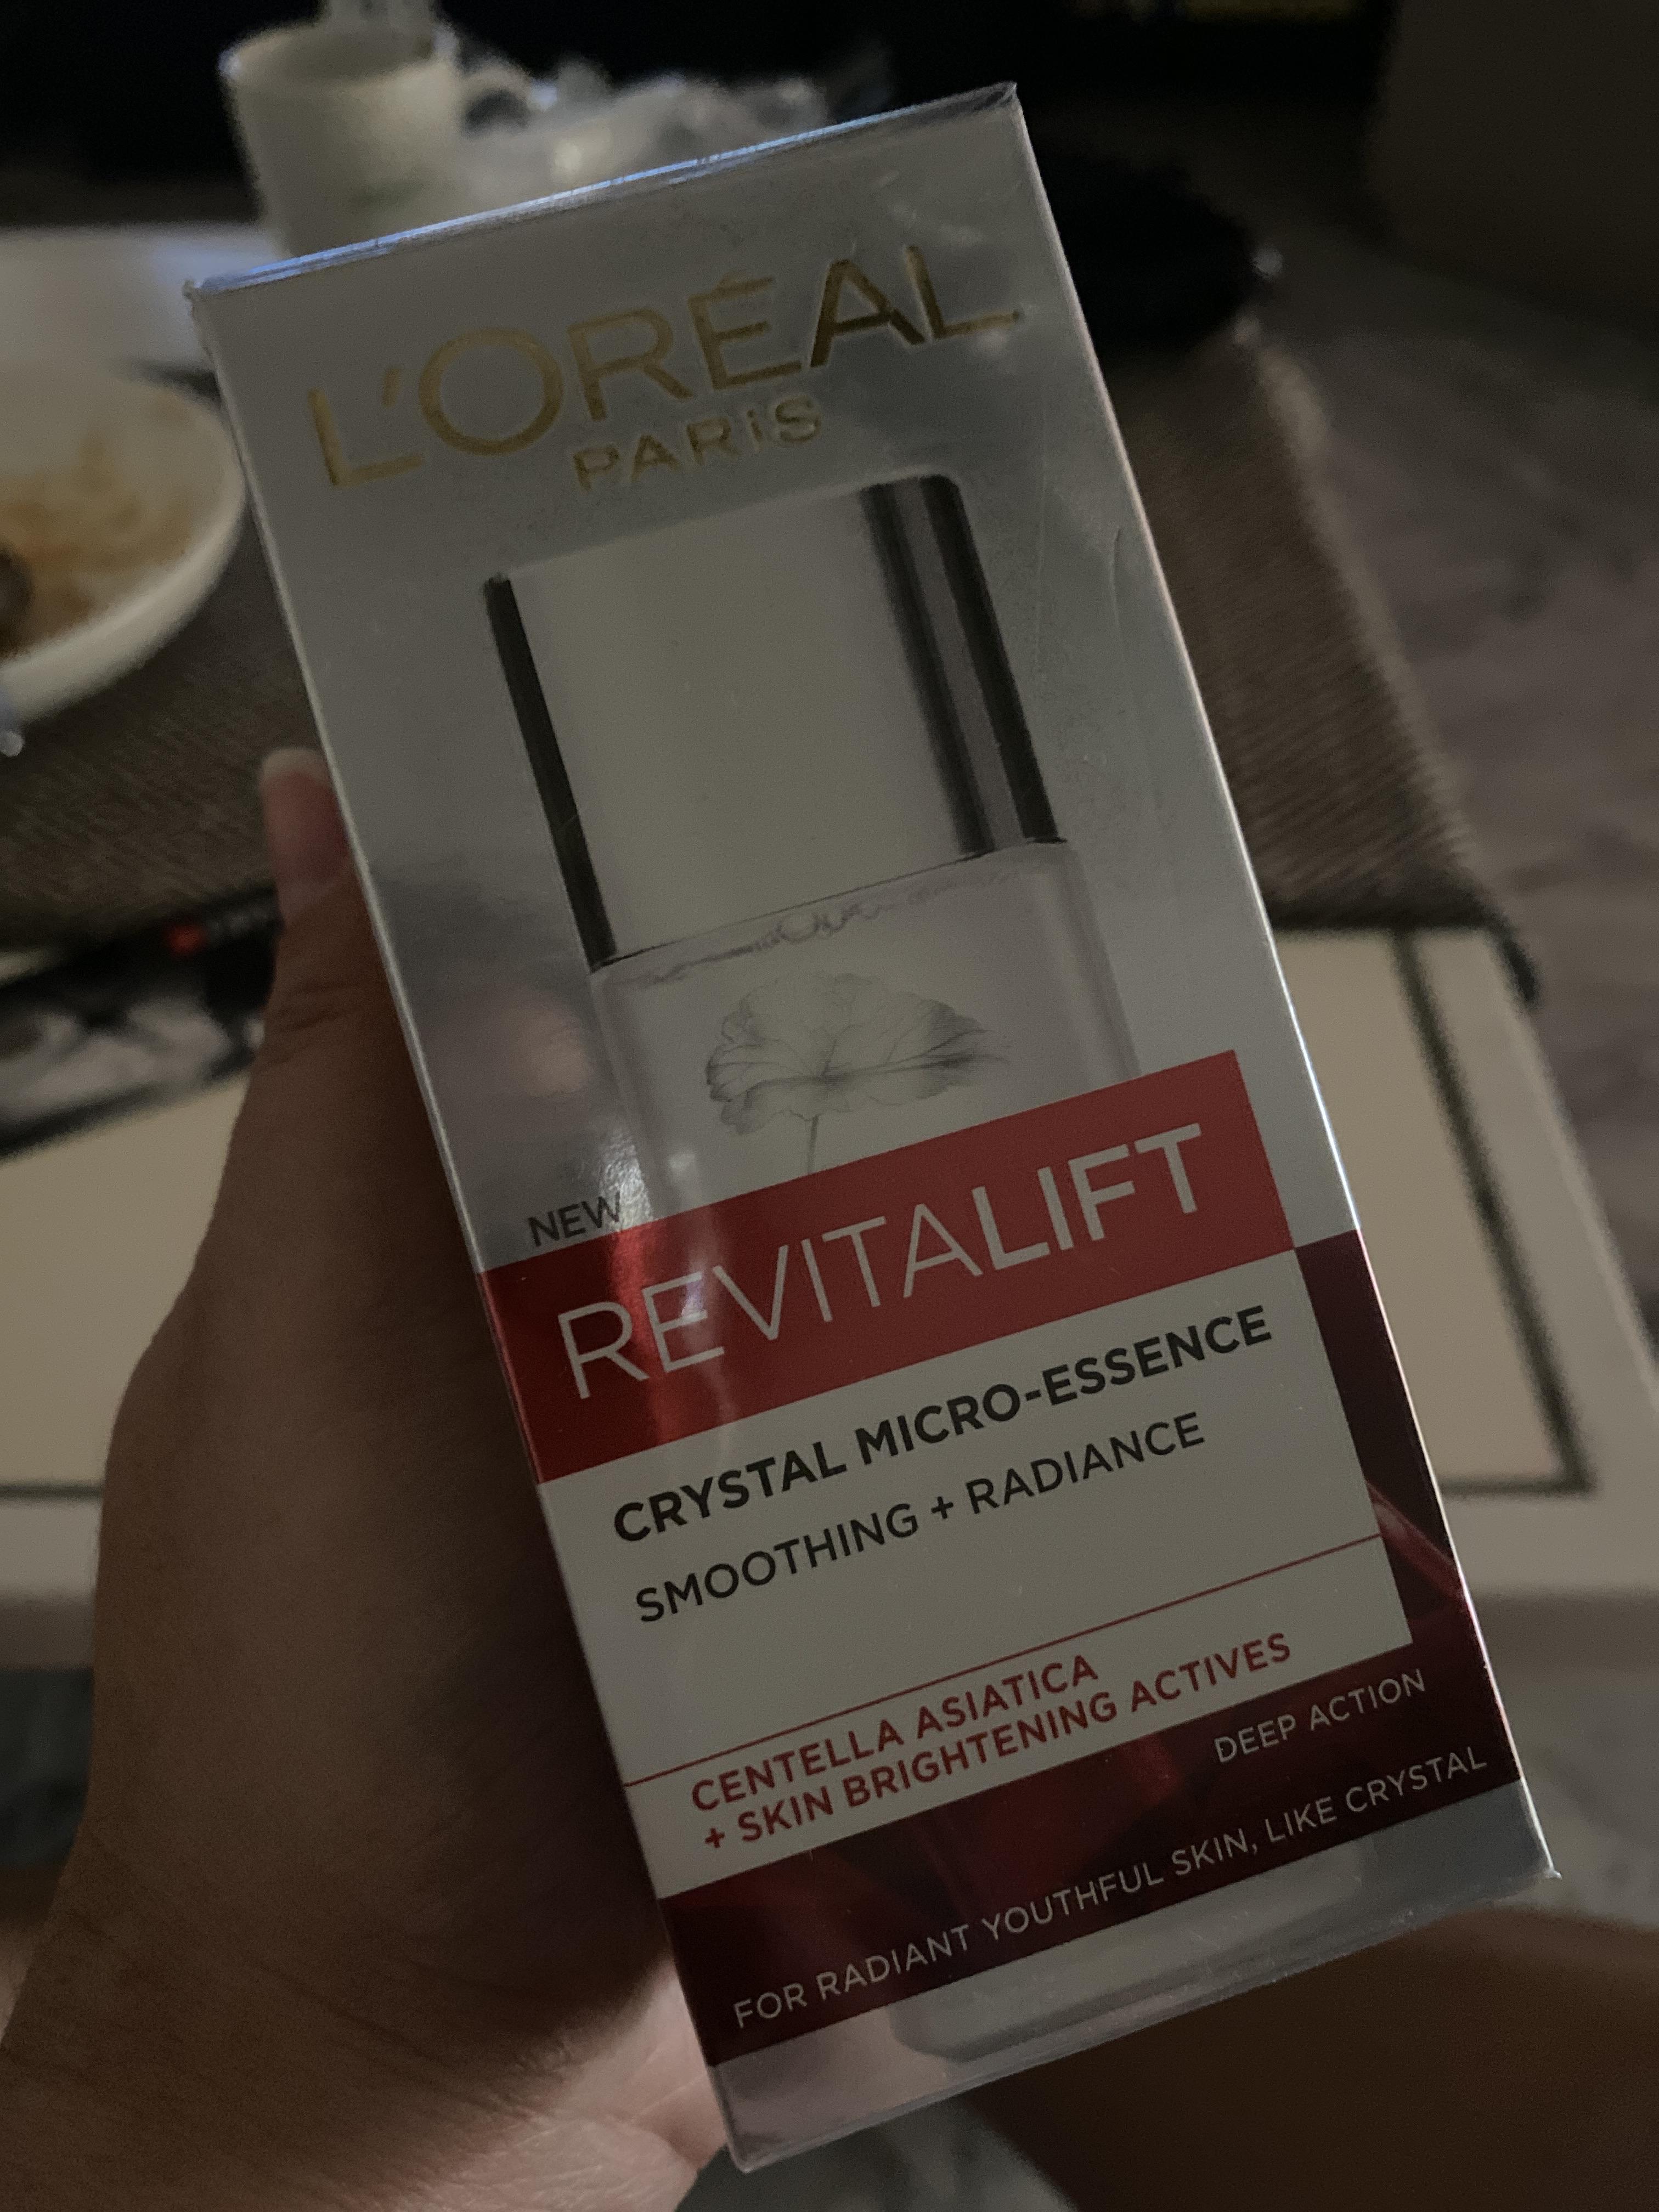 L'ORÉAL
PARiS
NEW
REVITALIFT
CRYSTAL MICRO-ESSENCE
SMOOTHING + RADIANCE
CENTELLA ASIATICA
+ SKIN BRIGHTENING ACTIVES
DEEP ACTION
FOR RADIANT YOUTHFUL SKIN, LIKE CRYSTAL